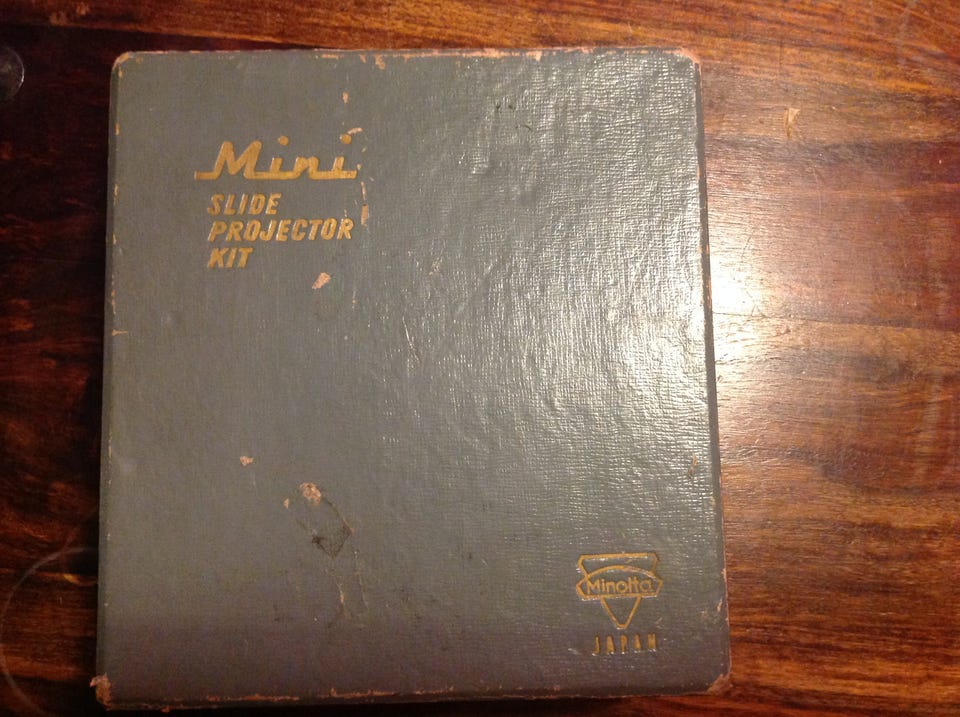 Mini
SLIDE
PROJECTOR
KIT
Minolta
JAPAN